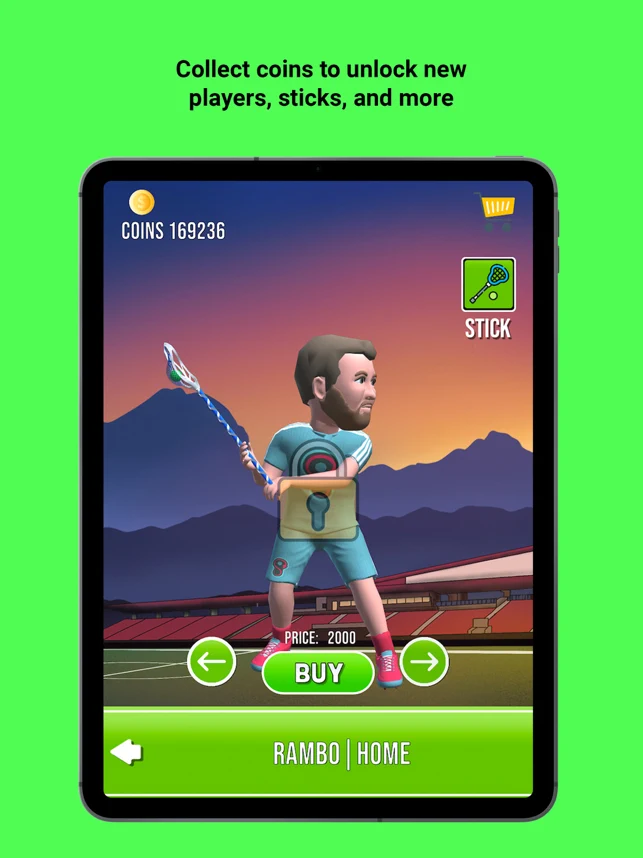 Collect coins to unlock new
players, sticks, and more
COINS 169236
STICK
PRICE: 2000
BUY
RAMBO | HOME